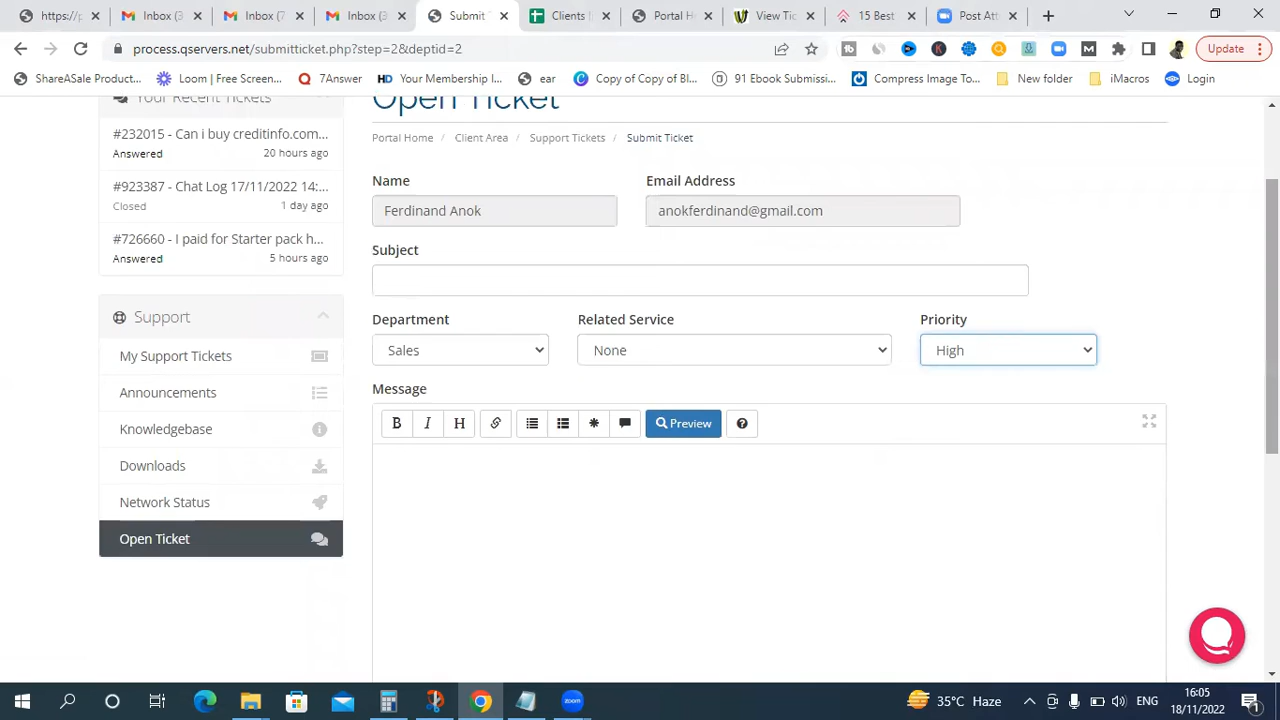 https://p
Inbox (3
Inbox(7
Inbox (3
Submit
Clients
Portal H
View Tic
15 Best
Post Att
process.qservers.net/submitticket.php?step=2&deptid=2
Update
ShareASale Product...
Loom | Free Screen...
7Answer
Your Membership I...
ear
Copy of Copy of Bl...
91 Ebook Submissi...
Compress Image To...
New folder
iMacros
Login
Your Recent Tickets
#232015 - Can i buy creditinfo.com...
Answered 20 hours ago
#923387 - Chat Log 17/11/2022 14:...
Closed 1 day ago
#726660 - I paid for Starter pack h...
Answered 5 hours ago
Support
My Support Tickets
Announcements
Knowledgebase
Downloads
Network Status
Open Ticket
Open Ticket
Portal Home / Client Area / Support Tickets / Submit Ticket
Name Email Address
Ferdinand Anok anokferdinand@gmail.com
Subject
Department Related Service Priority
Sales None High
Message
B I H Preview
35°C Haze ENG 16:05
18/11/2022